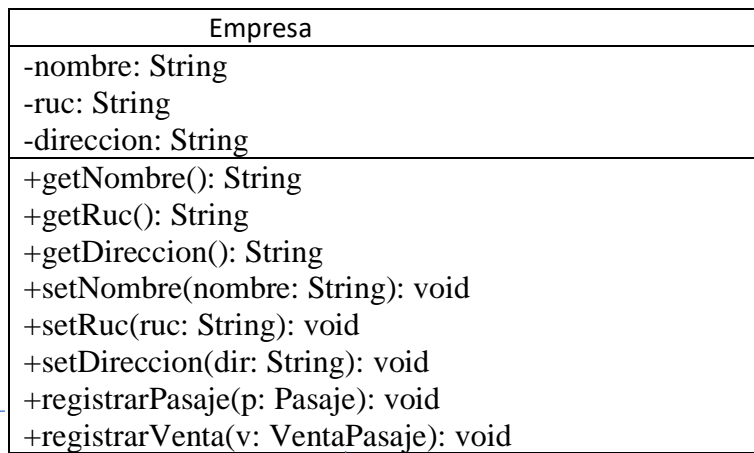 Empresa
-nombre: String
-ruc: String
-direccion: String
+getNombre(): String
+getRuc(): String
+getDireccion(): String
+setNombre(nombre: String): void
+setRuc(ruc: String): void
+setDireccion(dir: String): void
+registrarPasaje(p: Pasaje): void
+registrarVenta(v: VentaPasaje): void